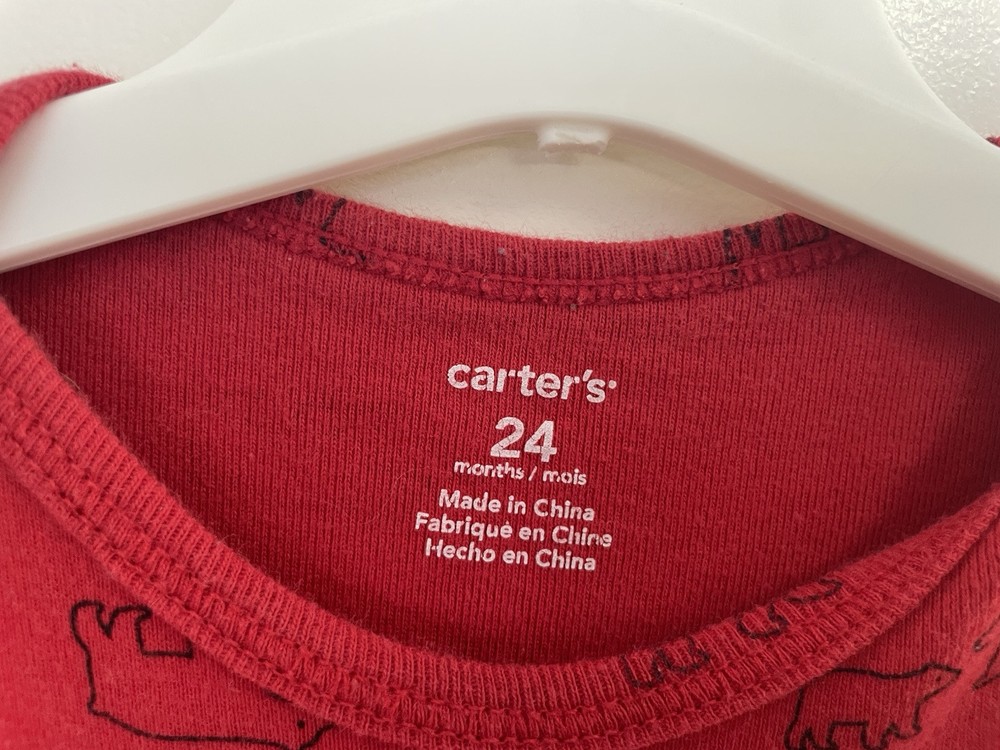 carter's
24
months / mois
Made in China
Fabriqué en Chine
Hecho en China